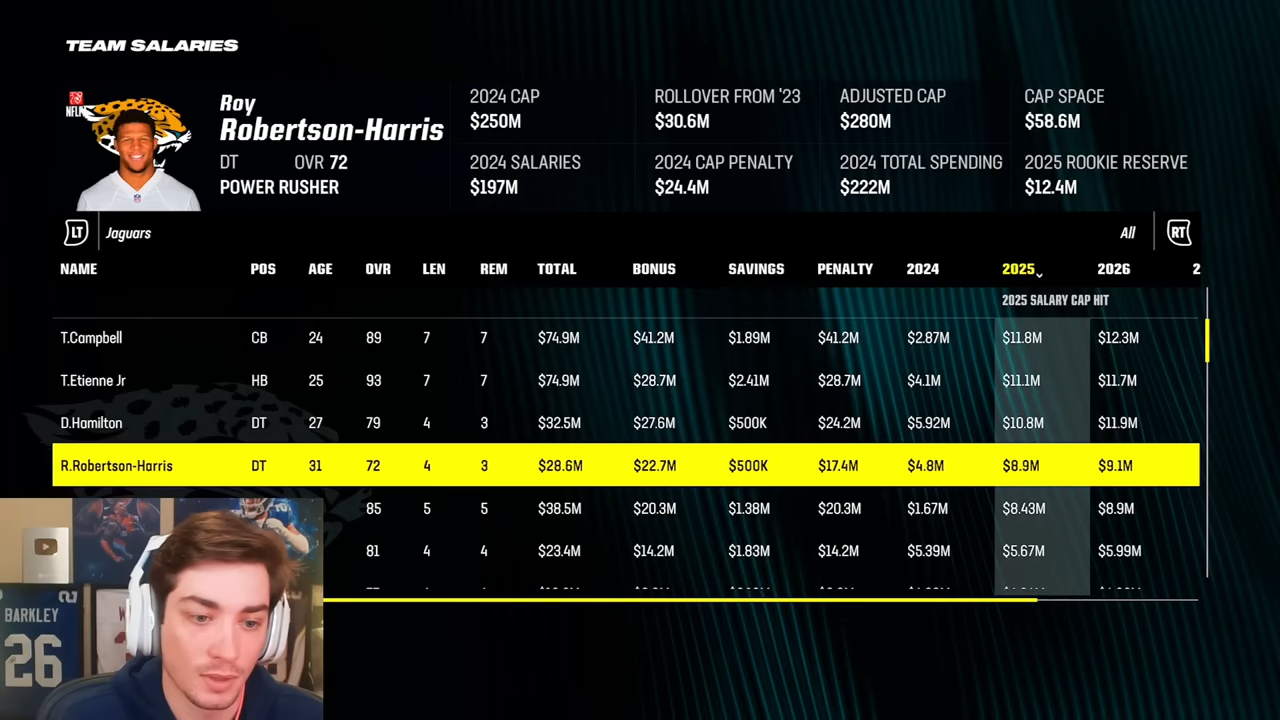 TEAM SALARIES
NFL
Roy
Robertson-Harris
DT OVR 72
POWER RUSHER
2024 CAP ROLLOVER FROM '23 ADJUSTED CAP CAP SPACE
$250M $30.6M $280M $58.6M
2024 SALARIES 2024 CAP PENALTY 2024 TOTAL SPENDING 2025 ROOKIE RESERVE
$197M $24.4M $222M $12.4M
LT Jaguars All RT
NAME POS AGE OVR LEN REM TOTAL BONUS SAVINGS PENALTY 2024 2025 2026 2
2025 SALARY CAP HIT
T.Campbell CB 24 89 7 7 $74.9M $41.2M $1.89M $41.2M $2.87M $11.8M $12.3M
T.Etienne Jr HB 25 93 7 7 $74.9M $28.7M $2.41M $28.7M $4.1M $11.1M $11.7M
D.Hamilton DT 27 79 4 3 $32.5M $27.6M $500K $24.2M $5.92M $10.8M $11.9M
R.Robertson-Harris DT 31 72 4 3 $28.6M $22.7M $500K $17.4M $4.8M $8.9M $9.1M
85 5 5 $38.5M $20.3M $1.38M $20.3M $1.67M $8.43M $8.9M
81 4 4 $23.4M $14.2M $1.83M $14.2M $5.39M $5.67M $5.99M
BARKLEY
26